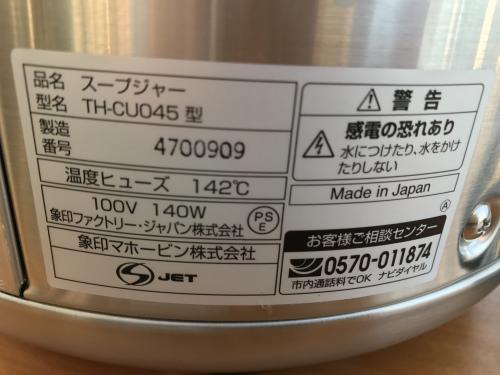 品名 スープジャー
型名 TH-CU045 型
製造
番号 4700909
温度ヒューズ 142℃
100V 140W
象印ファクトリー・ジャパン株式会社
PS
E
象印マホービン株式会社
JET
警告
感電の恐れあり
水につけたり、水をかけ
たりしない
Made in Japan
A
お客様ご相談センター
0570-011874
市内通話料でOK ナビダイヤル